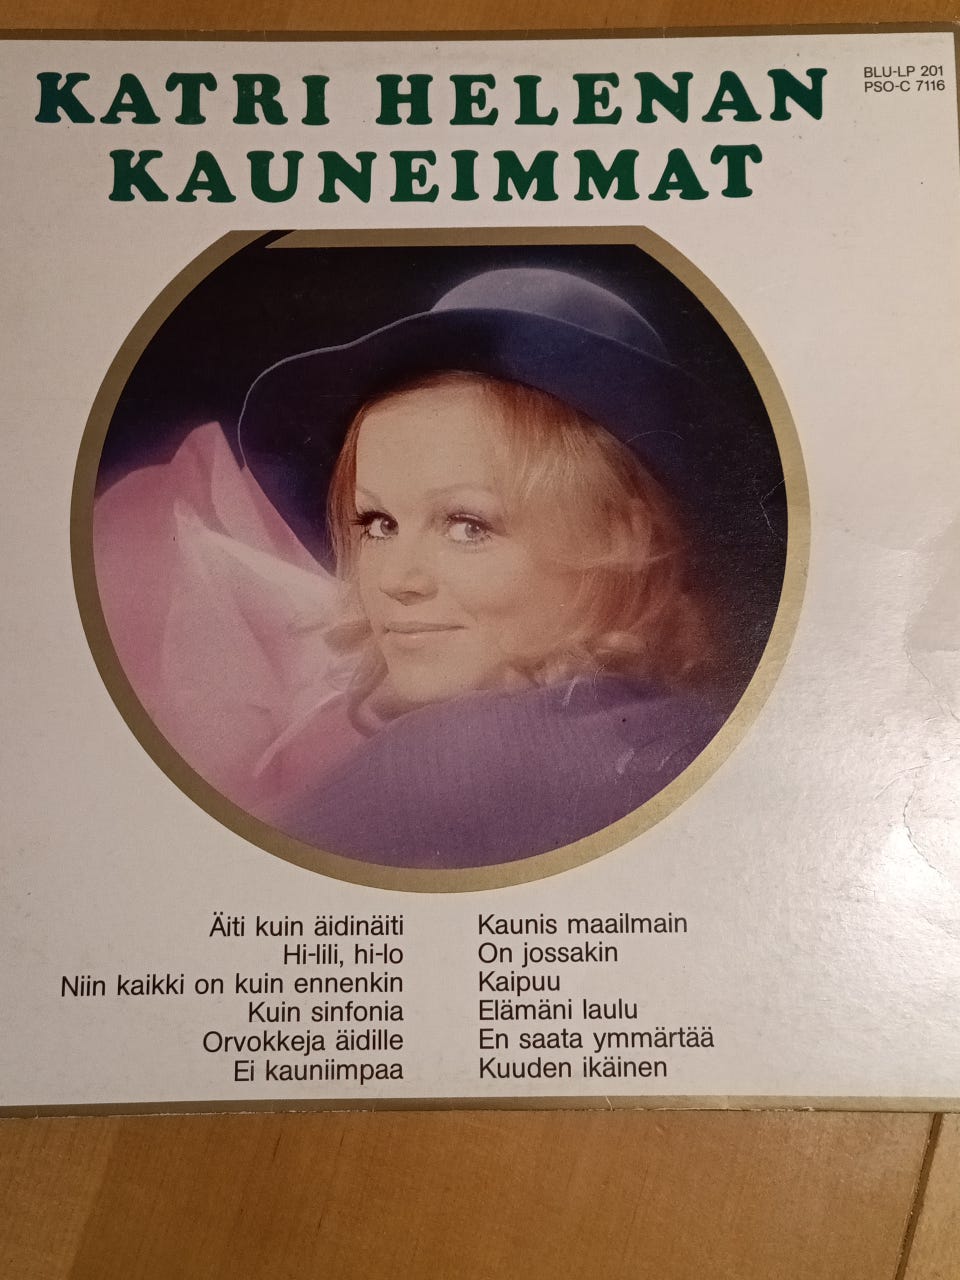 KATRI HELENAN
KAUNEIMMAT
BLU-LP 201
PSO-C 7116
Äiti kuin äidinäiti
Hi-lili, hi-lo
Niin kaikki on kuin ennenkin
Kuin sinfonia
Orvokkeja äidille
Ei kauniimpaa
Kaunis maailmain
On jossakin
Kaipuu
Elämäni laulu
En saata ymmärtää
Kuuden ikäinen